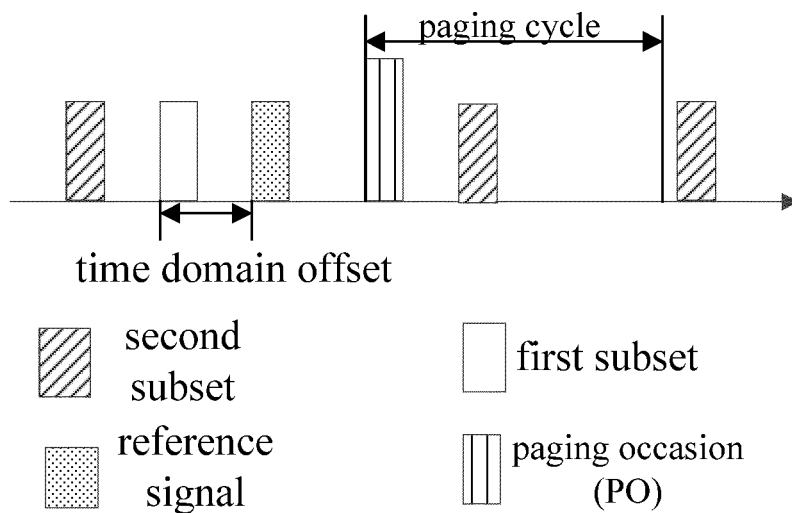 paging cycle
time domain offset
second
subset
first subset
reference
signal
paging occasion
(PO)